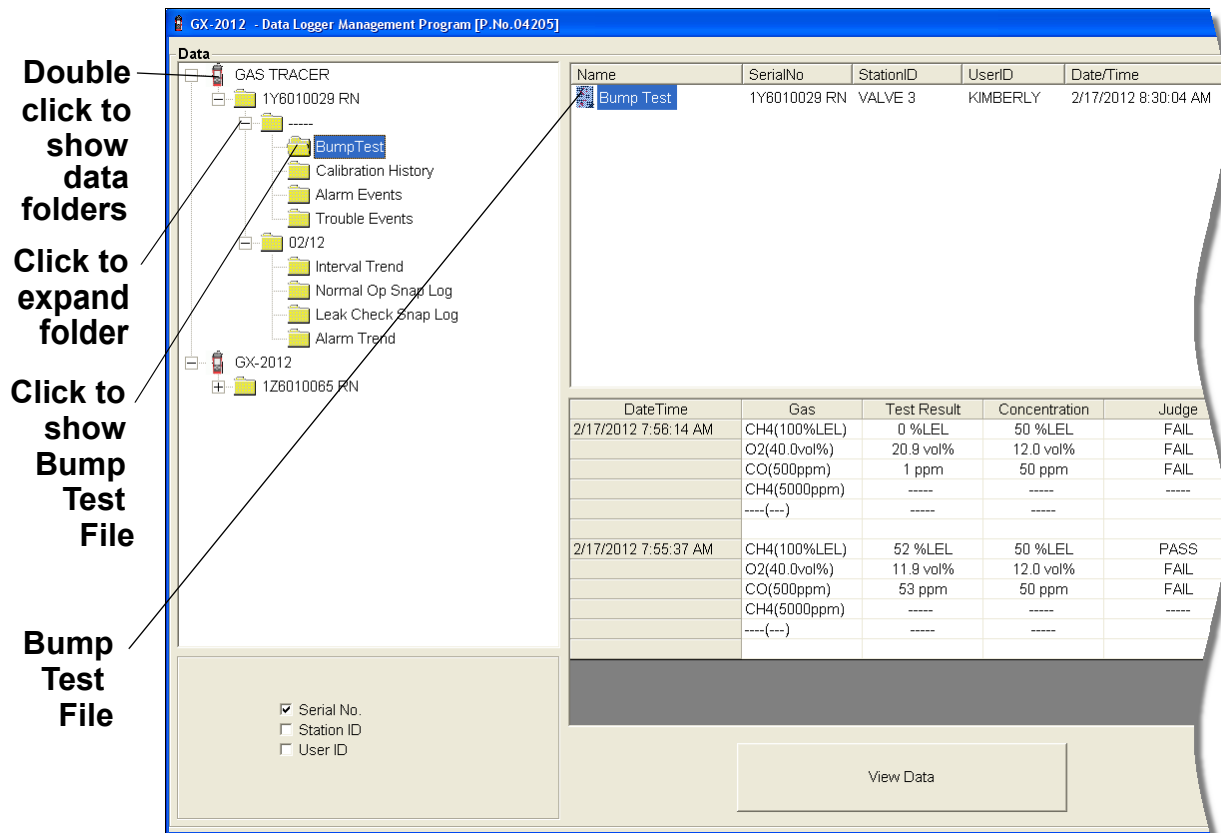 GX-2012 - Data Logger Management Program [P.No.04205]
Data
Double
click to
show
data
folders
Click to
expand
folder
Click to
show
Bump
Test
File
Bump
Test
File
GAS TRACER
1Y6010029 RN
-----
BumpTest
Calibration History
Alarm Events
Trouble Events
02/12
Interval Trend
Normal Op Snap Log
Leak Check Snap Log
Alarm Trend
GX-2012
1Z6010065 RN
Serial No.
Station ID
User ID
Name SerialNo StationID UserID Date/Time
Bump Test 1Y6010029 RN VALVE 3 KIMBERLY 2/17/2012 8:30:04 AM
DateTime Gas Test Result Concentration Judge
2/17/2012 7:56:14 AM CH4(100%LEL) 0 %LEL 50 %LEL FAIL
O2(40.0vol%) 20.9 vol% 12.0 vol% FAIL
CO(500ppm) 1 ppm 50 ppm FAIL
CH4(5000ppm) ----- ----- -----
----(---) ----- -----
2/17/2012 7:55:37 AM CH4(100%LEL) 52 %LEL 50 %LEL PASS
O2(40.0vol%) 11.9 vol% 12.0 vol% FAIL
CO(500ppm) 53 ppm 50 ppm FAIL
CH4(5000ppm) ----- ----- -----
----(---) ----- -----
View Data